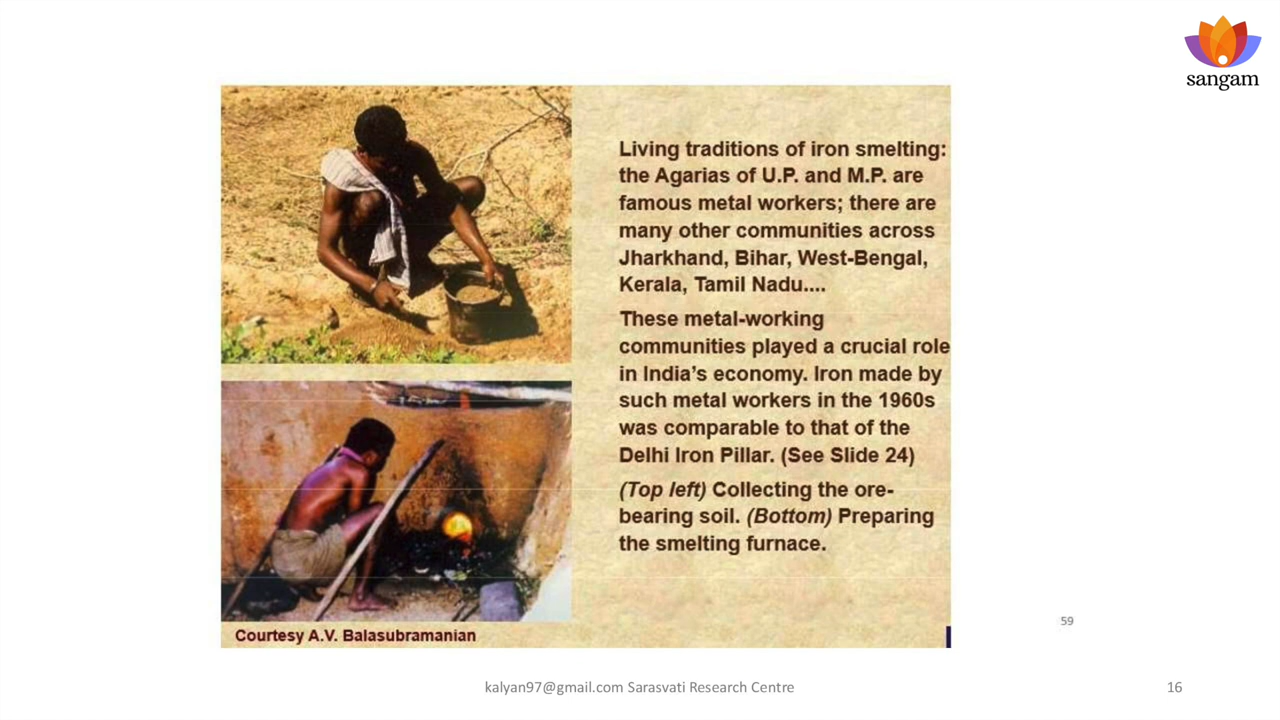 sangam
Living traditions of iron smelting:
the Agarias of U.P. and M.P. are
famous metal workers; there are
many other communities across
Jharkhand, Bihar, West-Bengal,
Kerala, Tamil Nadu....
These metal-working
communities played a crucial role
in India’s economy. Iron made by
such metal workers in the 1960s
was comparable to that of the
Delhi Iron Pillar. (See Slide 24)
(Top left) Collecting the ore-
bearing soil. (Bottom) Preparing
the smelting furnace.
Courtesy A.V. Balasubramanian
59
kalyan97@gmail.com Sarasvati Research Centre
16